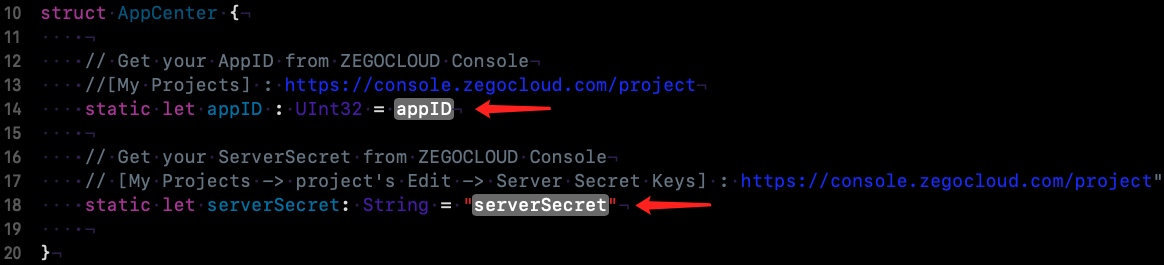 10 struct AppCenter {
11
12 // Get your AppID from ZEGOCLOUD Console
13 //[My Projects] : https://console.zegocloud.com/project
14 static let appID : UInt32 = appID
15
16 // Get your ServerSecret from ZEGOCLOUD Console
17 // [My Projects -> project's Edit -> Server Secret Keys] : https://console.zegocloud.com/project"
18 static let serverSecret: String = "serverSecret"
19
20 }